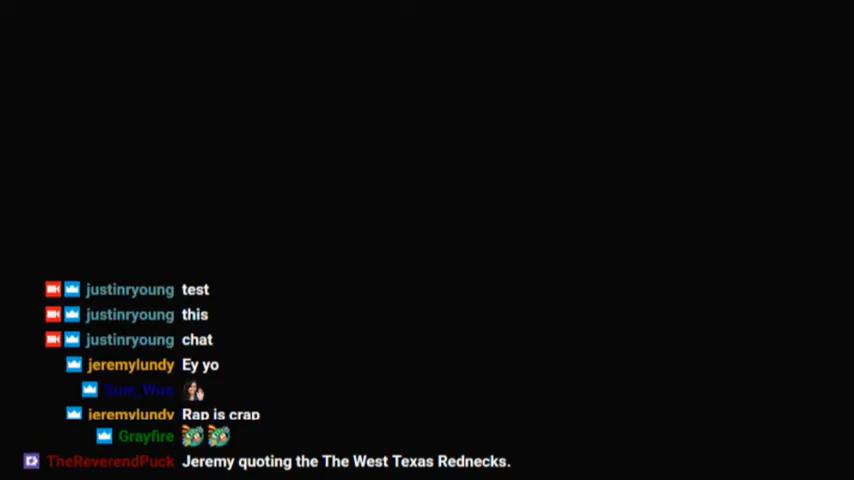 justinryoung test
justinryoung this
justinryoung chat
jeremylundy Ey yo
Sum_Wun
jeremylundy Rap is crap
Grayfire
TheReverendPuck Jeremy quoting the The West Texas Rednecks.